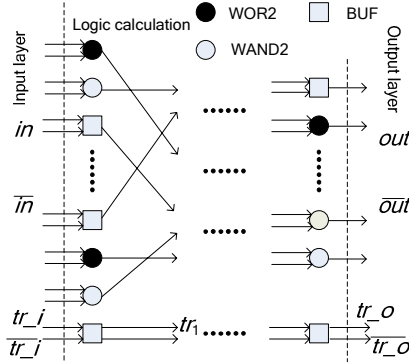 Logic calculation
WOR2
BUF
WAND2
Input layer
Output layer
in
out
in
out
tr_i
tr_i
tr1
tr_o
tr_o